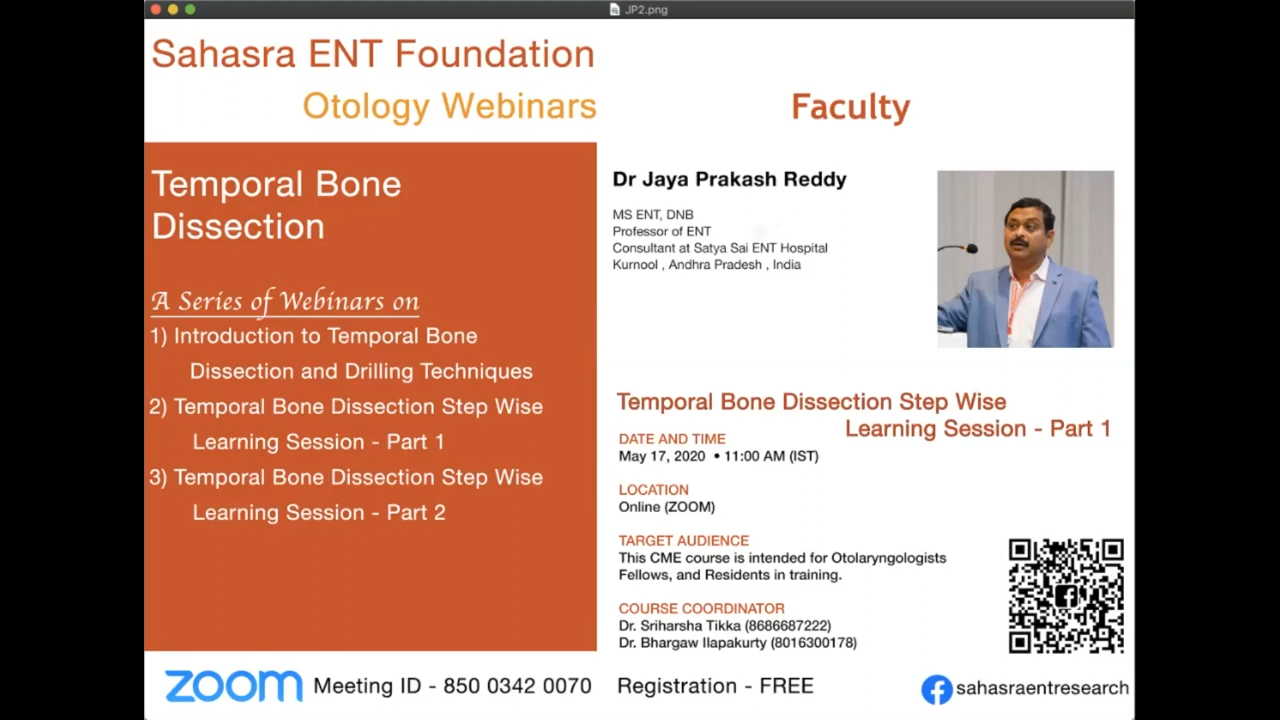 JP2.png
Sahasra ENT Foundation
Otology Webinars
Temporal Bone
Dissection
A Series of Webinars on
1) Introduction to Temporal Bone
Dissection and Drilling Techniques
2) Temporal Bone Dissection Step Wise
Learning Session - Part 1
3) Temporal Bone Dissection Step Wise
Learning Session - Part 2
Faculty
Dr Jaya Prakash Reddy
MS ENT, DNB
Professor of ENT
Consultant at Satya Sai ENT Hospital
Kurnool , Andhra Pradesh , India
Temporal Bone Dissection Step Wise
Learning Session - Part 1
DATE AND TIME
May 17, 2020 • 11:00 AM (IST)
LOCATION
Online (ZOOM)
TARGET AUDIENCE
This CME course is intended for Otolaryngologists
Fellows, and Residents in training.
COURSE COORDINATOR
Dr. Sriharsha Tikka (8686687222)
Dr. Bhargaw Ilapakurty (8016300178)
zoom Meeting ID - 850 0342 0070
Registration - FREE
sahasraentresearch